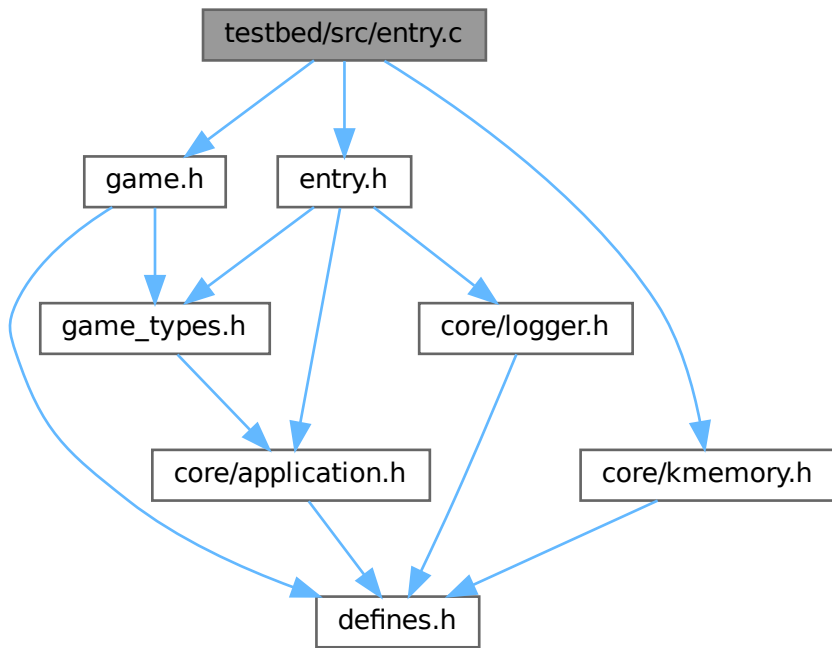 testbed/src/entry.c
game.h
entry.h
game_types.h
core/logger.h
core/application.h
core/kmemory.h
defines.h